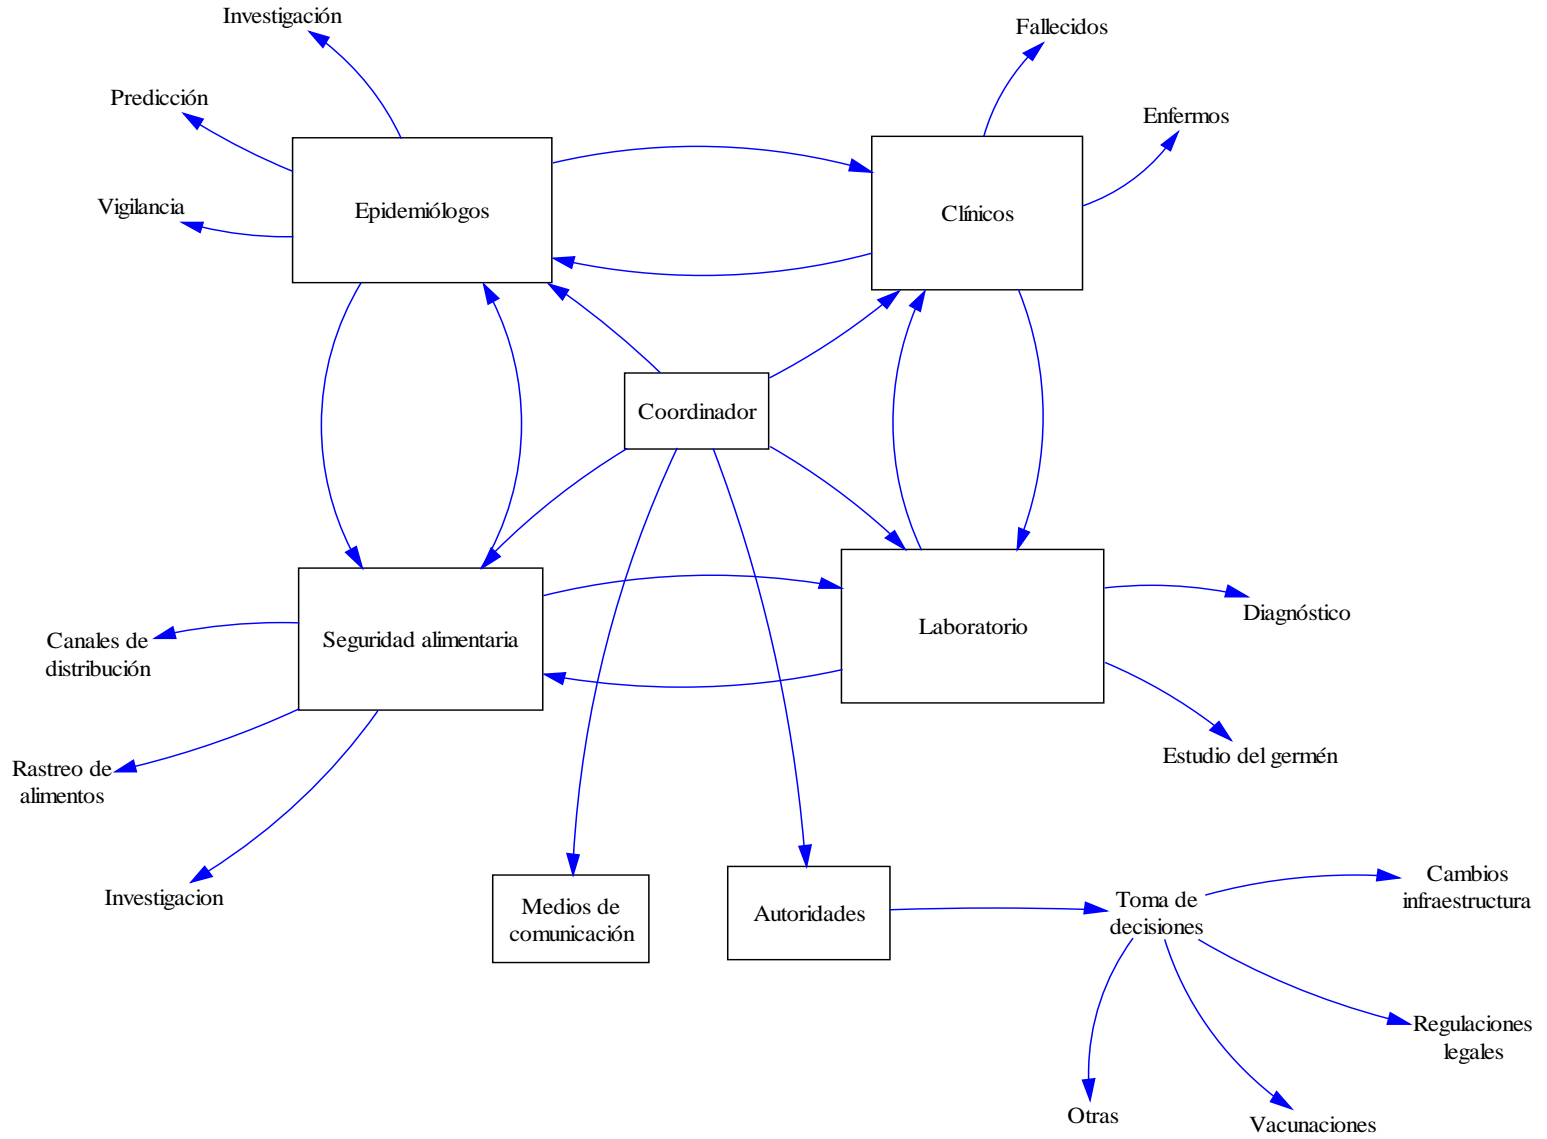 Investigación
Fallecidos
Predicción
Enfermos
Vigilancia
Epidemiólogos
Clínicos
Coordinador
Canales de
distribución
Seguridad alimentaria
Laboratorio
Diagnóstico
Rastreo de
alimentos
Estudio del germén
Investigacion
Medios de
comunicación
Autoridades
Toma de
decisiones
Cambios
infraestructura
Regulaciones
legales
Otras
Vacunaciones